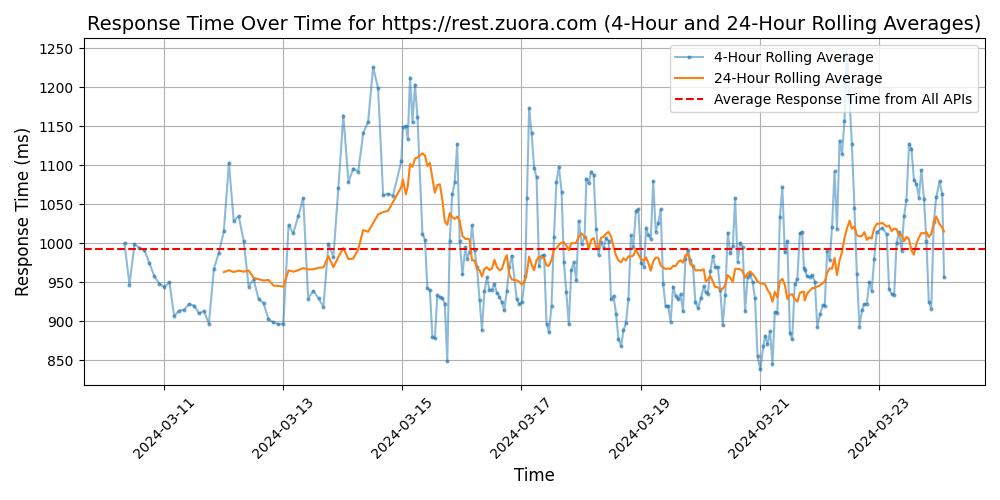 Response Time Over Time for https://rest.zuora.com (4-Hour and 24-Hour Rolling Averages)
4-Hour Rolling Average
24-Hour Rolling Average
Average Response Time from All APIs
Response Time (ms)
1250
1200
1150
1100
1050
1000
950
900
850
2024-03-11
2024-03-13
2024-03-15
2024-03-17
2024-03-19
2024-03-21
2024-03-23
Time